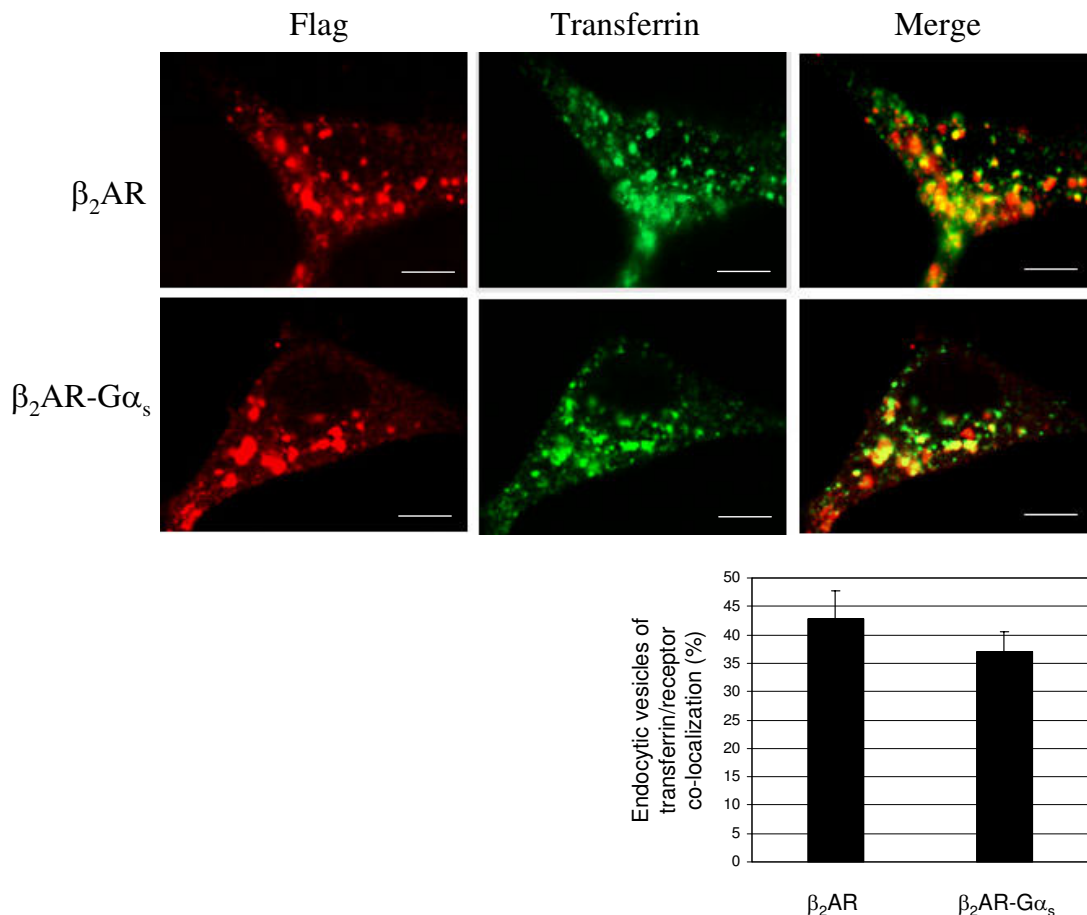 Flag Transferrin Merge
β₂AR
β₂AR-Gαₛ
Endocytic vesicles of
transferrin/receptor
co-localization (%)
50
45
40
35
30
25
20
15
10
5
0
β₂AR β₂AR-Gαₛ